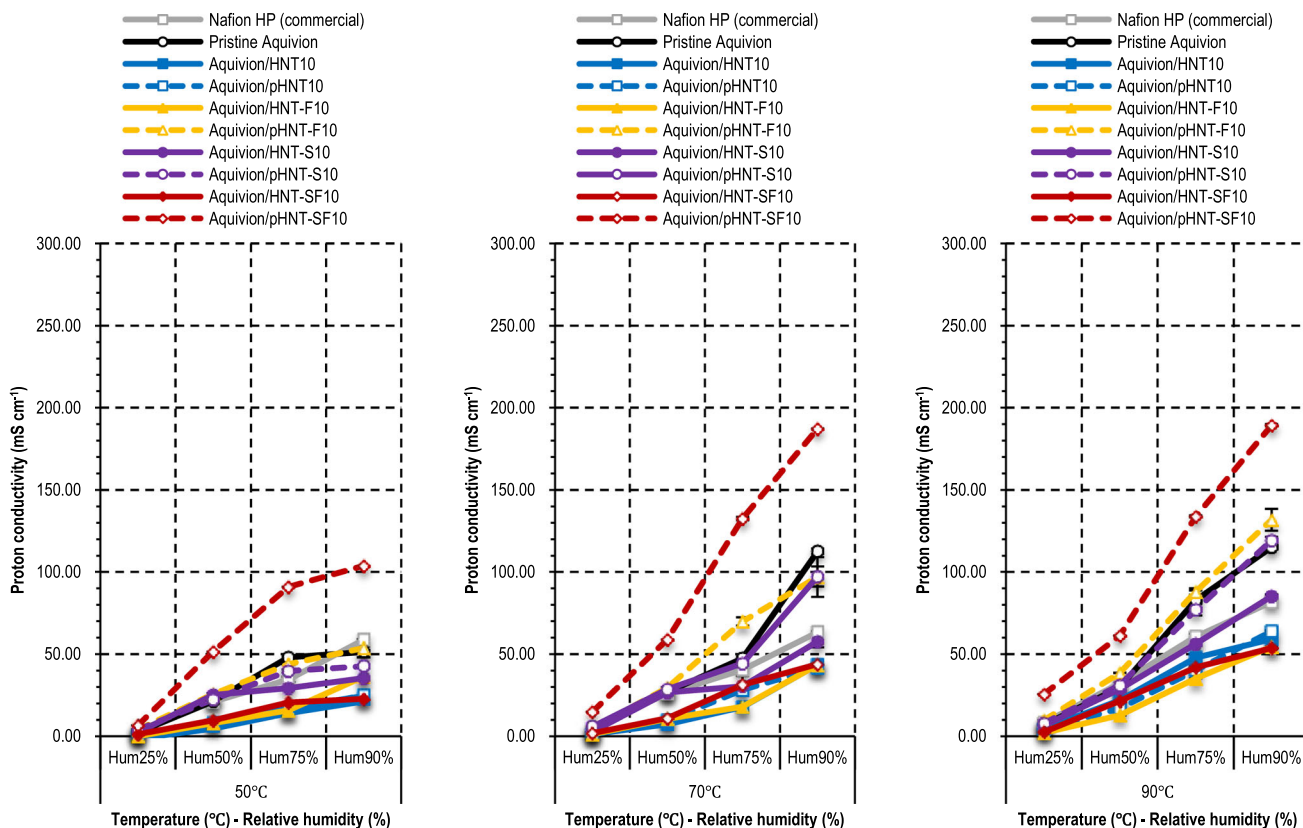 Nafion HP (commercial)
Pristine Aquivion
Aquivion/HNT10
Aquivion/pHNT10
Aquivion/HNT-F10
Aquivion/pHNT-F10
Aquivion/HNT-S10
Aquivion/pHNT-S10
Aquivion/HNT-SF10
Aquivion/pHNT-SF10
300.00
250.00
200.00
150.00
100.00
50.00
0.00
Proton conductivity (mS cm⁻¹)
Hum25% Hum50% Hum75% Hum90%
50℃
Temperature (℃) - Relative humidity (%)
Nafion HP (commercial)
Pristine Aquivion
Aquivion/HNT10
Aquivion/pHNT10
Aquivion/HNT-F10
Aquivion/pHNT-F10
Aquivion/HNT-S10
Aquivion/pHNT-S10
Aquivion/HNT-SF10
Aquivion/pHNT-SF10
300.00
250.00
200.00
150.00
100.00
50.00
0.00
Proton conductivity (mS cm⁻¹)
Hum25% Hum50% Hum75% Hum90%
70℃
Temperature (℃) - Relative humidity (%)
Nafion HP (commercial)
Pristine Aquivion
Aquivion/HNT10
Aquivion/pHNT10
Aquivion/HNT-F10
Aquivion/pHNT-F10
Aquivion/HNT-S10
Aquivion/pHNT-S10
Aquivion/HNT-SF10
Aquivion/pHNT-SF10
300.00
250.00
200.00
150.00
100.00
50.00
0.00
Proton conductivity (mS cm⁻¹)
Hum25% Hum50% Hum75% Hum90%
90℃
Temperature (℃) - Relative humidity (%)